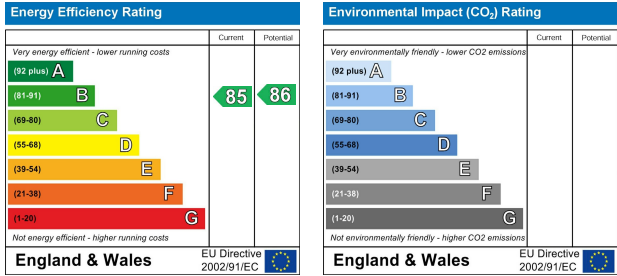 Energy Efficiency Rating
Current Potential
Very energy efficient - lower running costs
(92 plus) A
(81-91) B 85 86
(69-80) C
(55-68) D
(39-54) E
(21-38) F
(1-20) G
Not energy efficient - higher running costs
England & Wales
EU Directive
2002/91/EC
Environmental Impact (CO₂) Rating
Current Potential
Very environmentally friendly - lower CO2 emissions
(92 plus) A
(81-91) B
(69-80) C
(55-68) D
(39-54) E
(21-38) F
(1-20) G
Not environmentally friendly - higher CO2 emissions
England & Wales
EU Directive
2002/91/EC